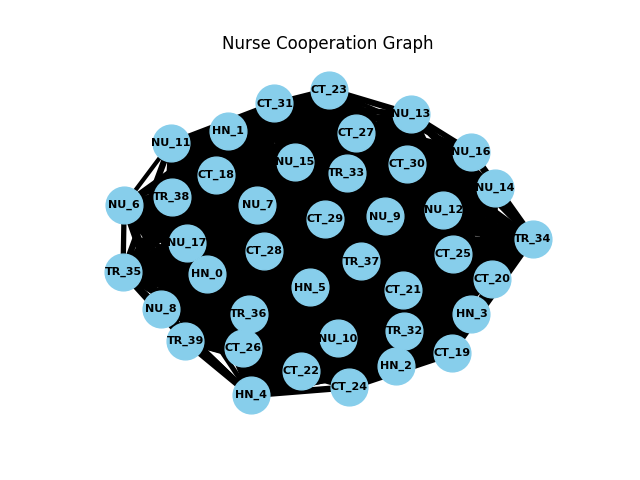 Nurse Cooperation Graph
CT_23
CT_31
NU_13
HN_1
CT_27
NU_11
NU_16
NU_15
CT_30
CT_18
TR_33
NU_14
TR_38
NU_6
NU_7
NU_12
NU_9
CT_29
TR_34
NU_17
CT_28
CT_25
TR_37
TR_35
HN_0
CT_20
HN_5
CT_21
NU_8
TR_36
HN_3
TR_32
NU_10
TR_39
CT_26
CT_19
HN_2
CT_22
CT_24
HN_4